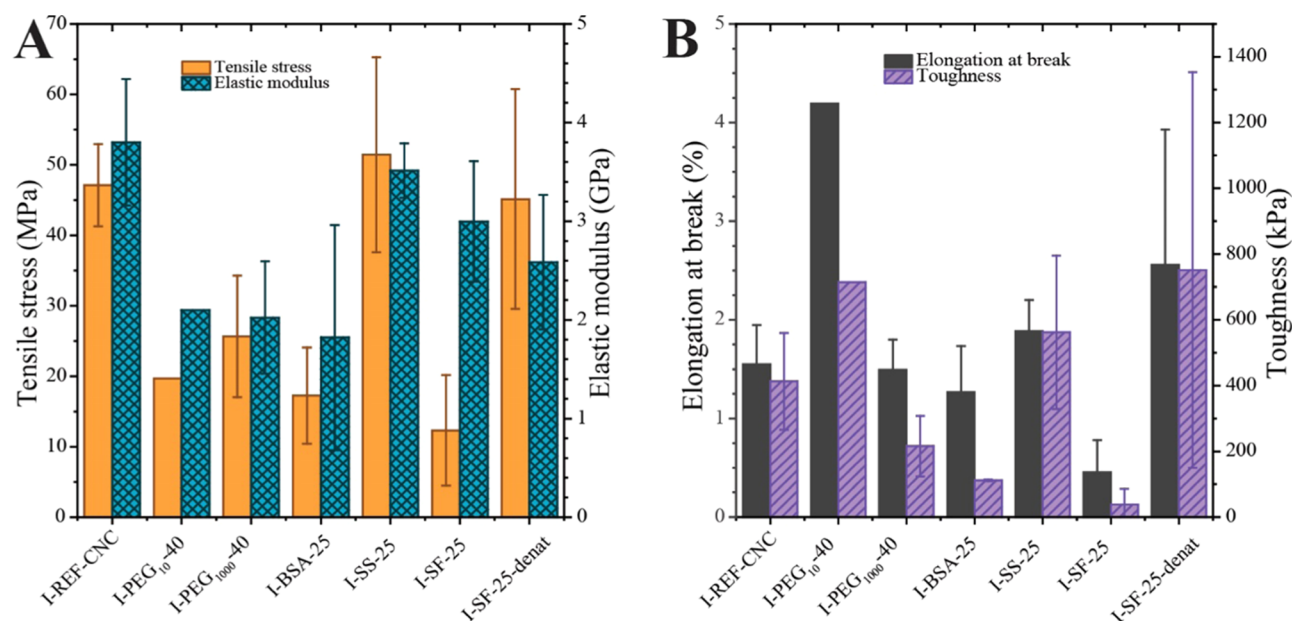 A
Tensile stress
Elastic modulus
Tensile stress (MPa)
70
60
50
40
30
20
10
0
Elastic modulus (GPa)
5
4
3
2
1
0
I-REF-CNC
I-PEG₁₀-40
I-PEG₁₀₀₀-40
I-BSA-25
I-SS-25
I-SF-25
I-SF-25-denat
B
Elongation at break
Toughness
Elongation at break (%)
5
4
3
2
1
0
Toughness (kPa)
1400
1200
1000
800
600
400
200
0
I-REF-CNC
I-PEG₁₀-40
I-PEG₁₀₀₀-40
I-BSA-25
I-SS-25
I-SF-25
I-SF-25-denat